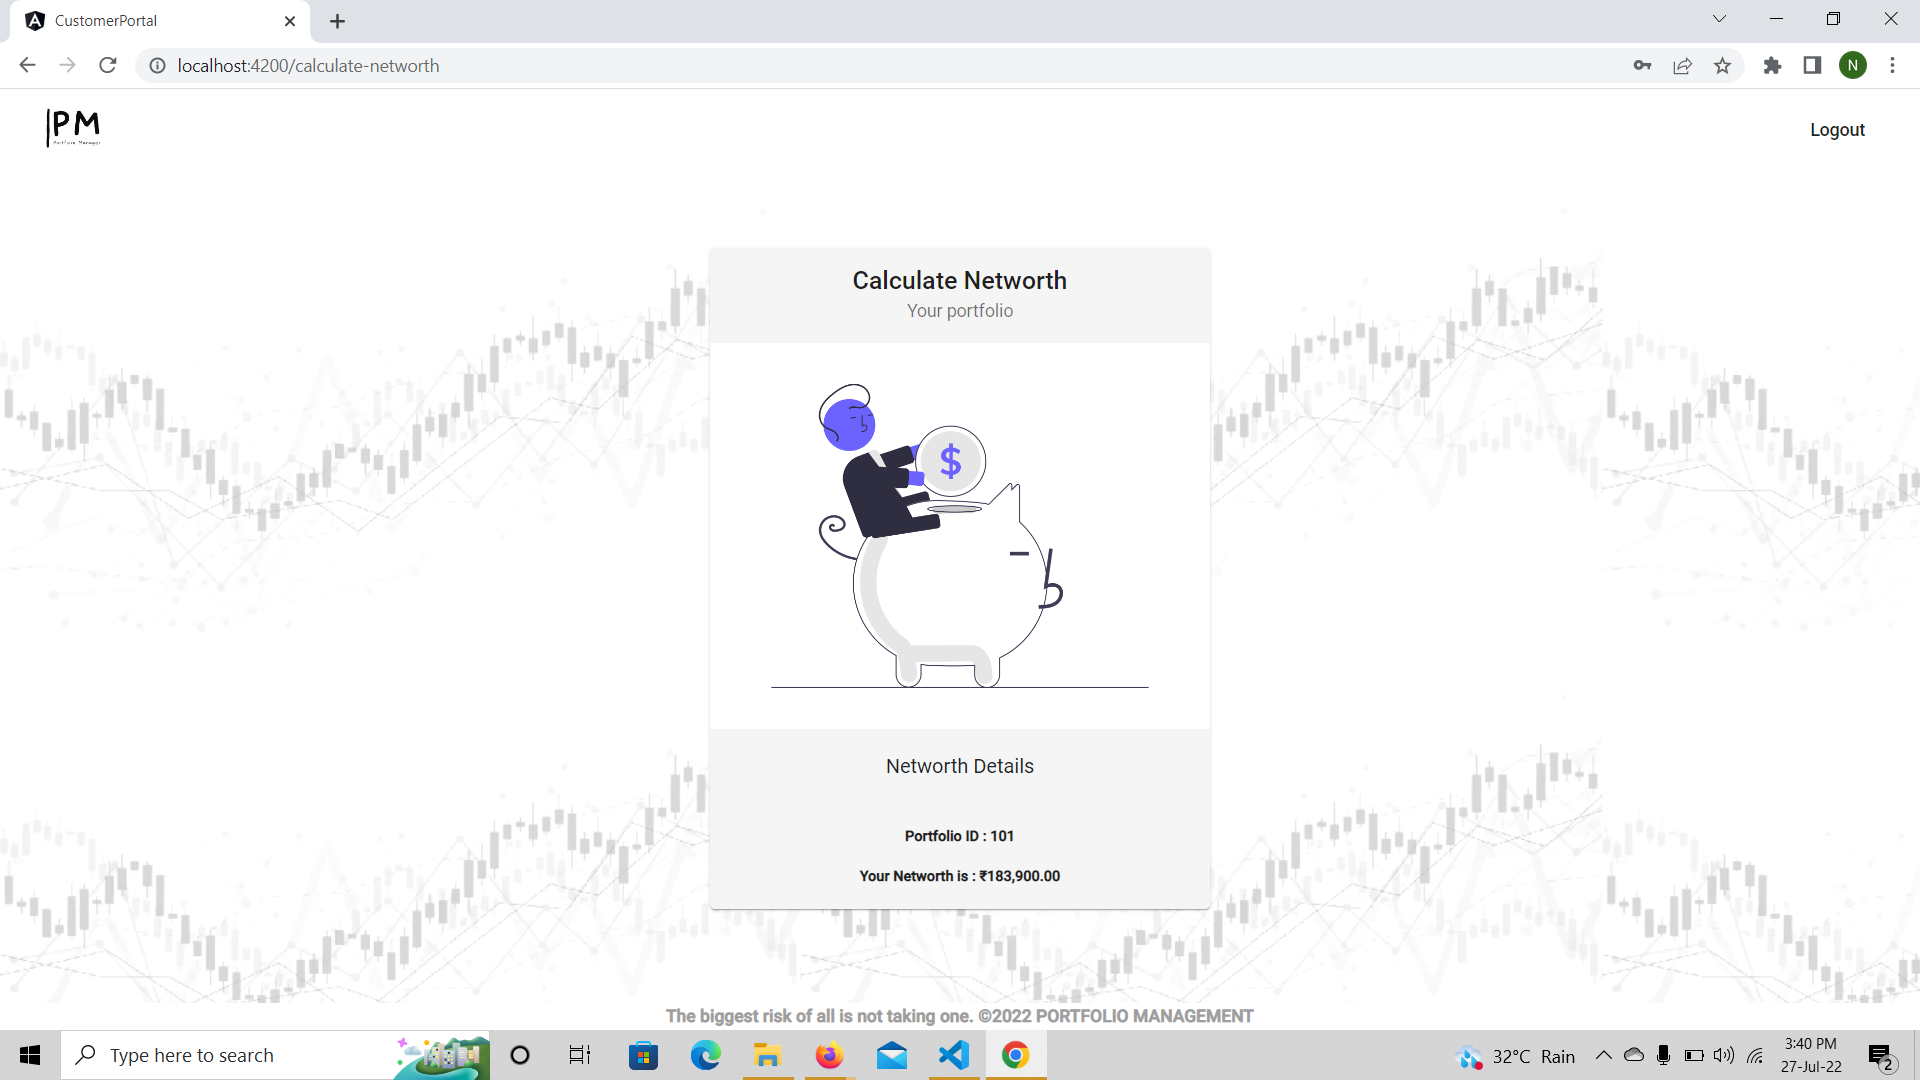 CustomerPortal
localhost:4200/calculate-networth
N
PM
Portfolio Manager
Logout
Calculate Networth
Your portfolio
$
Networth Details
Portfolio ID : 101
Your Networth is : ₹183,900.00
The biggest risk of all is not taking one. ©2022 PORTFOLIO MANAGEMENT
Type here to search
32°C Rain
3:40 PM
27-Jul-22
2